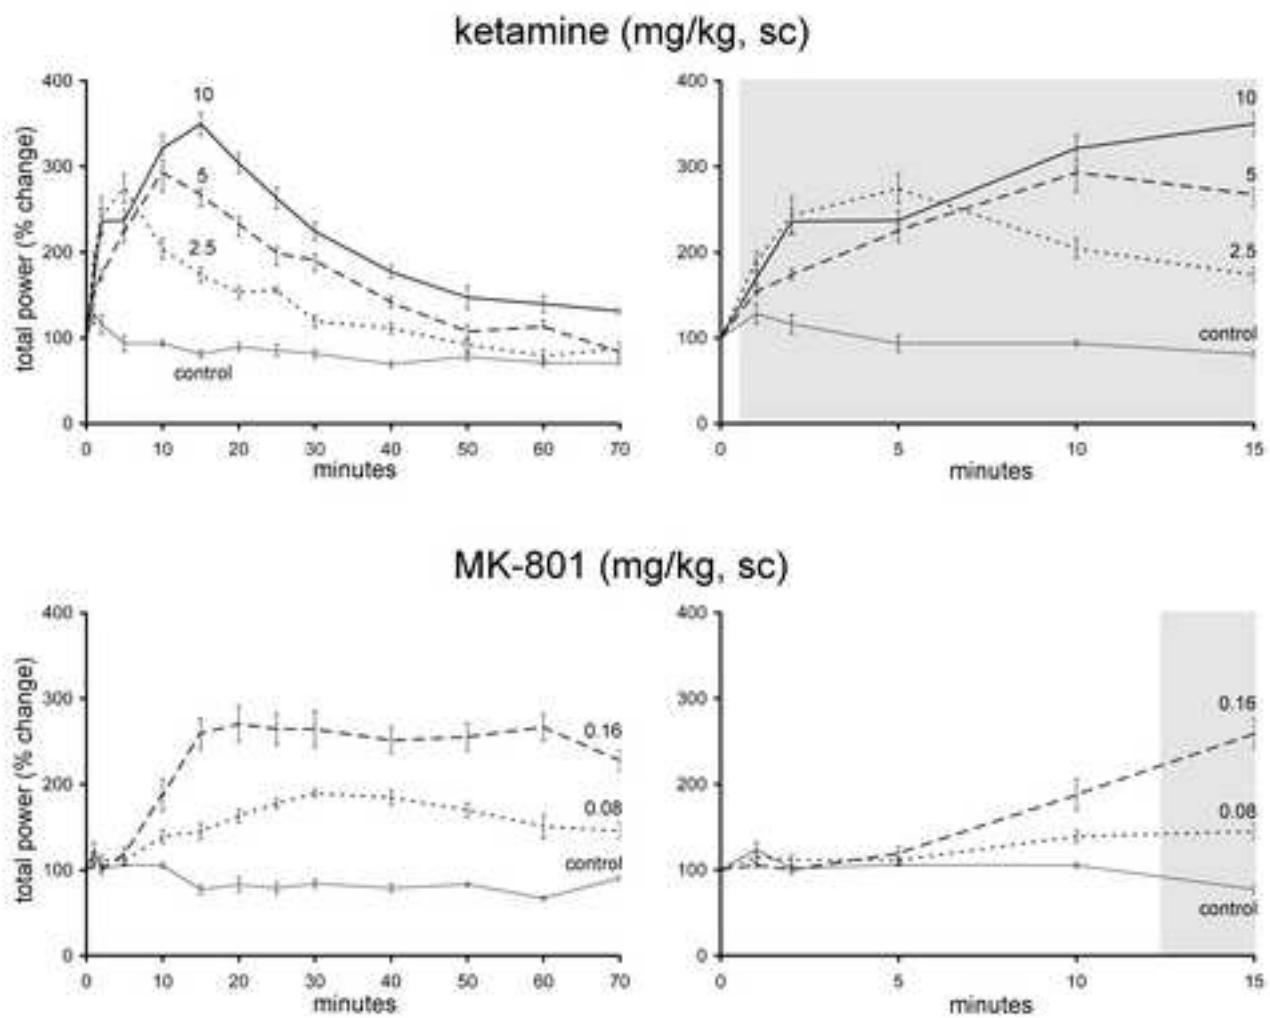 ketamine (mg/kg, sc)
total power (% change)
400
300
200
100
0
10
5
2.5
control
0 10 20 30 40 50 60 70
minutes
400
300
200
100
0
10
5
2.5
control
0 5 10 15
minutes
MK-801 (mg/kg, sc)
total power (% change)
400
300
200
100
0
0.16
0.08
control
0 10 20 30 40 50 60 70
minutes
400
300
200
100
0
0.16
0.08
control
0 5 10 15
minutes